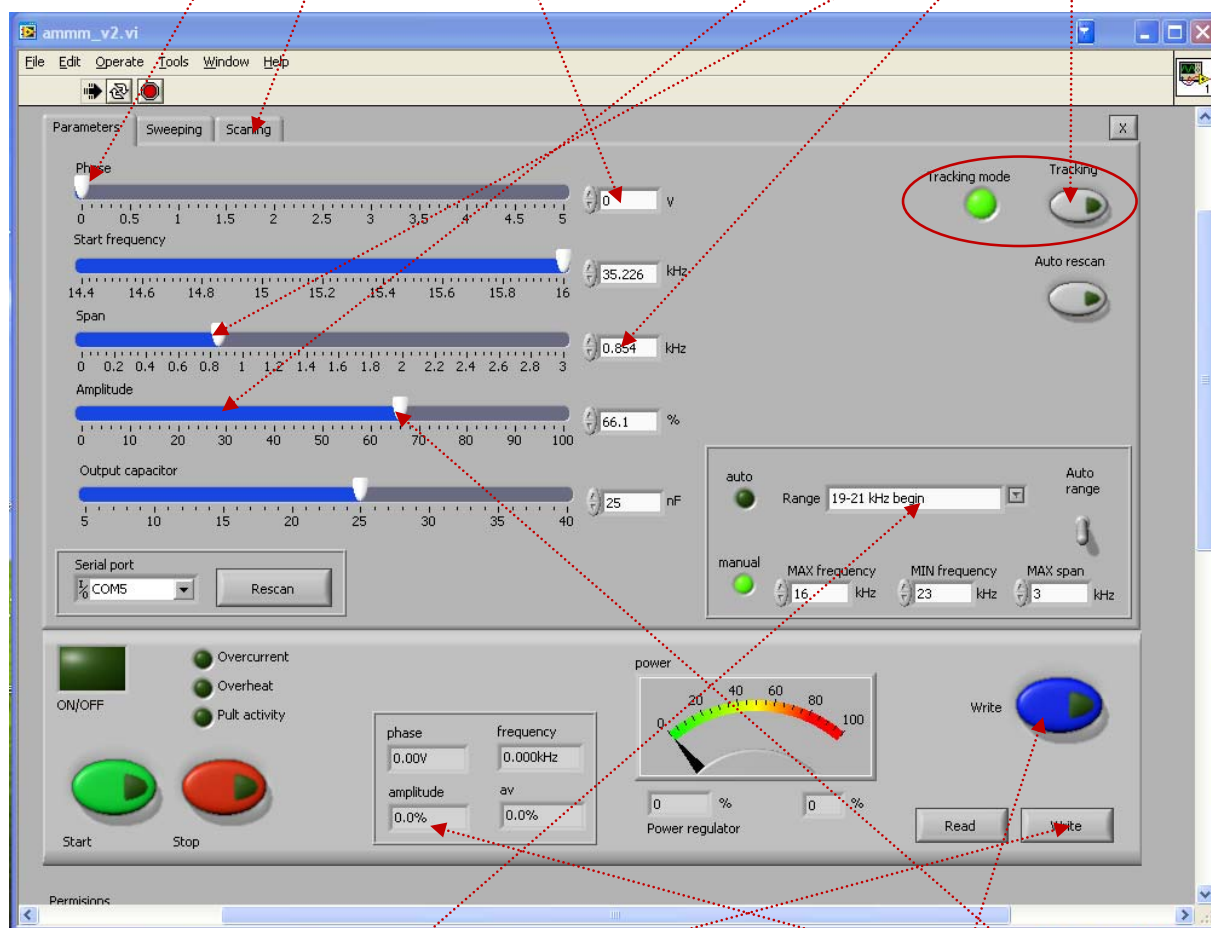 ammm_v2.vi
File Edit Operate Tools Window Help
1
Parameters Sweeping Scaning X
Phase
0 0.5 1 1.5 2 2.5 3 3.5 4 4.5 5
0 V
Tracking mode Tracking
Start frequency
14.4 14.6 14.8 15 15.2 15.4 15.6 15.8 16
35.226 kHz
Auto rescan
Span
0 0.2 0.4 0.6 0.8 1 1.2 1.4 1.6 1.8 2 2.2 2.4 2.6 2.8 3
0.854 kHz
Amplitude
0 10 20 30 40 50 60 70 80 90 100
66.1 %
Output capacitor
5 10 15 20 25 30 35 40
25 nF
auto
Range 19-21 kHz begin
Auto
range
manual
MAX frequency MIN frequency MAX span
16. kHz 23 kHz 3 kHz
Serial port
I/0 COM5 Rescan
ON/OFF
Overcurrent
Overheat
Pult activity
Start Stop
phase frequency
0.00V 0.000kHz
amplitude av
0.0% 0.0%
power
0 20 40 60 80 100
0 % 0 %
Power regulator
Write
Read Write
Permisions